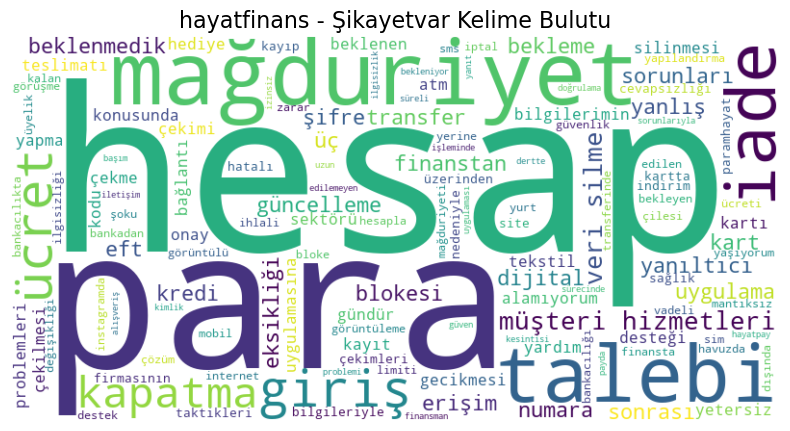 hayatfinans - Şikayetvar Kelime Bulutu
beklenmedik
hediye
kayıp
beklenen
sms
iptal
bekleme
silinmesi
teslimatı
mağduriyet
atm
sorunları
yapılandırma
cevapsızlığı
iade
kalan
görüşme
konusunda
çekimi
zarar
şifre
transfer
bilgilerimin
yanlış
bekleniyor
ilgisizlik
yanıt
izinsiz
süreli
doğrulama
güvenlik
yapma
üyelik
hesap
üç
yerine
sorunlarıyla
işleminde
ücret
ilgisizliği
bankacılıkta
başım
çekme
bağlantı
hatalı
finanstan
üzerinden
uzun
dertte
edilen
kartta
indirim
bekleyen
paramhayat
iletişim
kodu
şoku
güncelleme
edilemeyen
sektörü
hesapla
mağduriyeti
uygulaması
nedeniyle
yurt
site
veri silme
transferinde
çilesi
ücreti
kartı
bankadan
ihlali
eft
onay
görüntülü
bloke
tekstil
kart
yaşıyorum
para
kredi
blokesi
dijital
sürecinde
yanıltıcı
sağlık
alamıyorum
uygulama
vadeli
mantıksız
problemleri
çekilmesi
değişikliği
instagramda
alışveriş
kimlik
eksikliği
uygulamasına
gündür
görüntüleme
güven
müşteri hizmetleri
hayatpay
mobil
kayıt
kesintisi
yardım
desteği
sim
finansta
havuzda
çözüm
firmasının
internet
çekimleri
limiti
problemi
gecikmesi
talebi
bankacılığı
payda
dışında
kapatma
giriş
erişim
numara
sonrası
yetersiz
destek
taktikleri
bilgileriyle
finansman